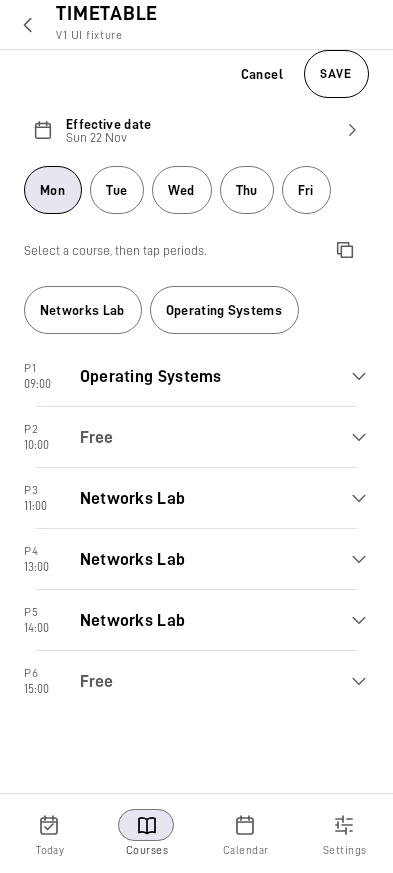 TIMETABLE
V1 UI fixture
Cancel
SAVE
Effective date
Sun 22 Nov
Mon
Tue
Wed
Thu
Fri
Select a course, then tap periods.
Networks Lab
Operating Systems
P1
09:00
Operating Systems
P2
10:00
Free
P3
11:00
Networks Lab
P4
13:00
Networks Lab
P5
14:00
Networks Lab
P6
15:00
Free
Today
Courses
Calendar
Settings